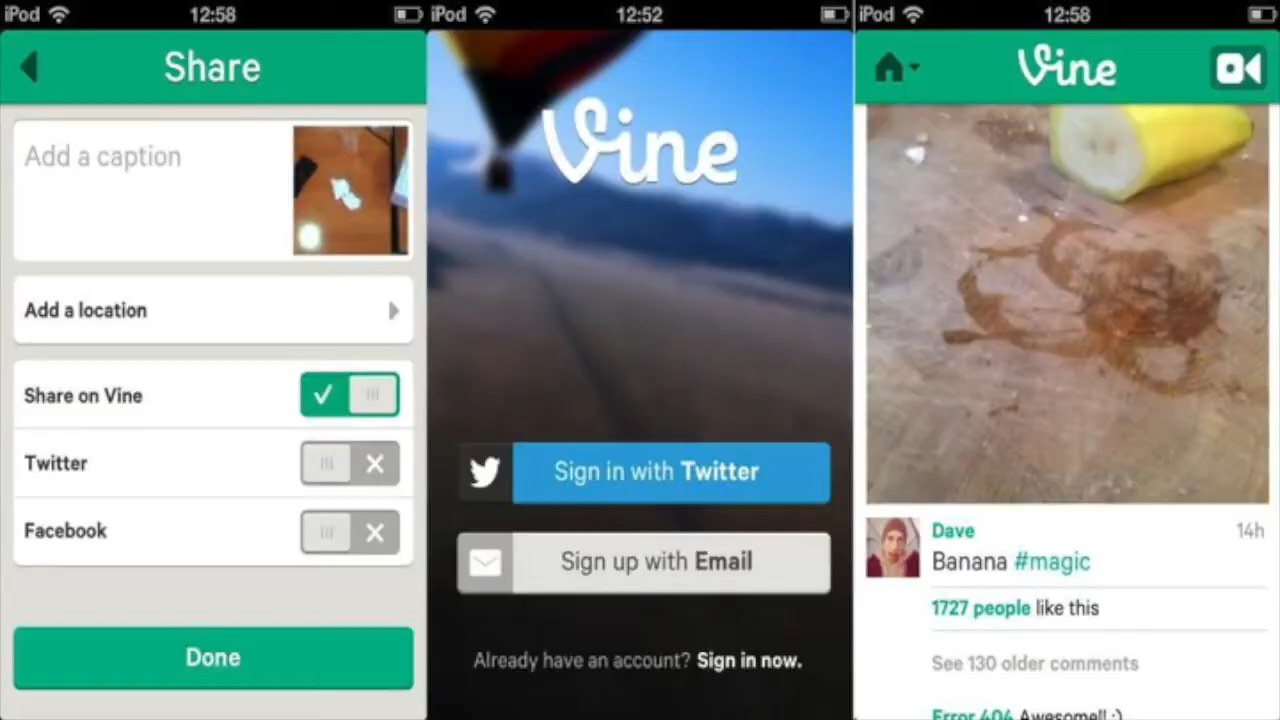 iPod 12:58
Share
Add a caption
Add a location
Share on Vine
Twitter
Facebook
Done
iPod 12:52
Vine
Sign in with Twitter
Sign up with Email
Already have an account? Sign in now.
iPod 12:58
Vine
Dave 14h
Banana #magic
1727 people like this
See 130 older comments
Error 404 Awesome!! :)